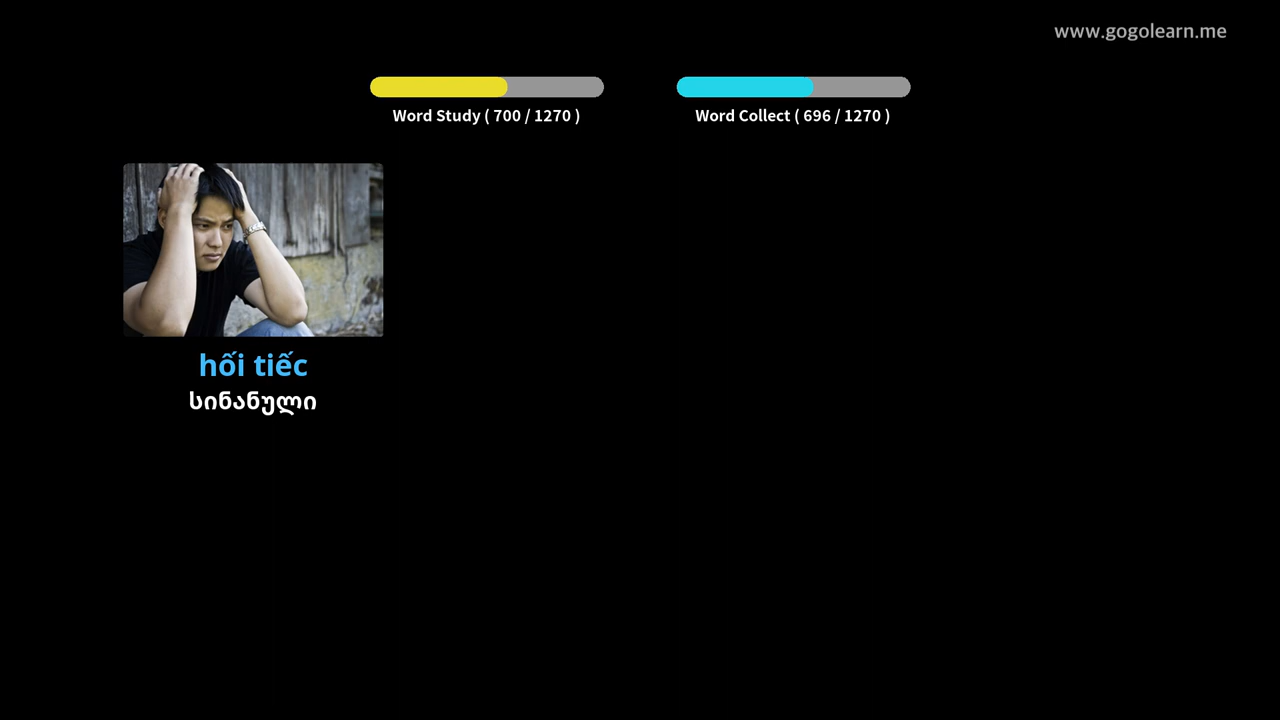 www.gogolearn.me
Word Study ( 700 / 1270 )
Word Collect ( 696 / 1270 )
hối tiếc
სინანული